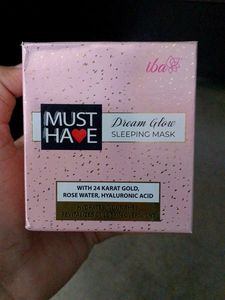 iba
MUST
HAVE
Dream Glow
SLEEPING MASK
WITH 24 KARAT GOLD,
ROSE WATER, HYALURONIC ACID